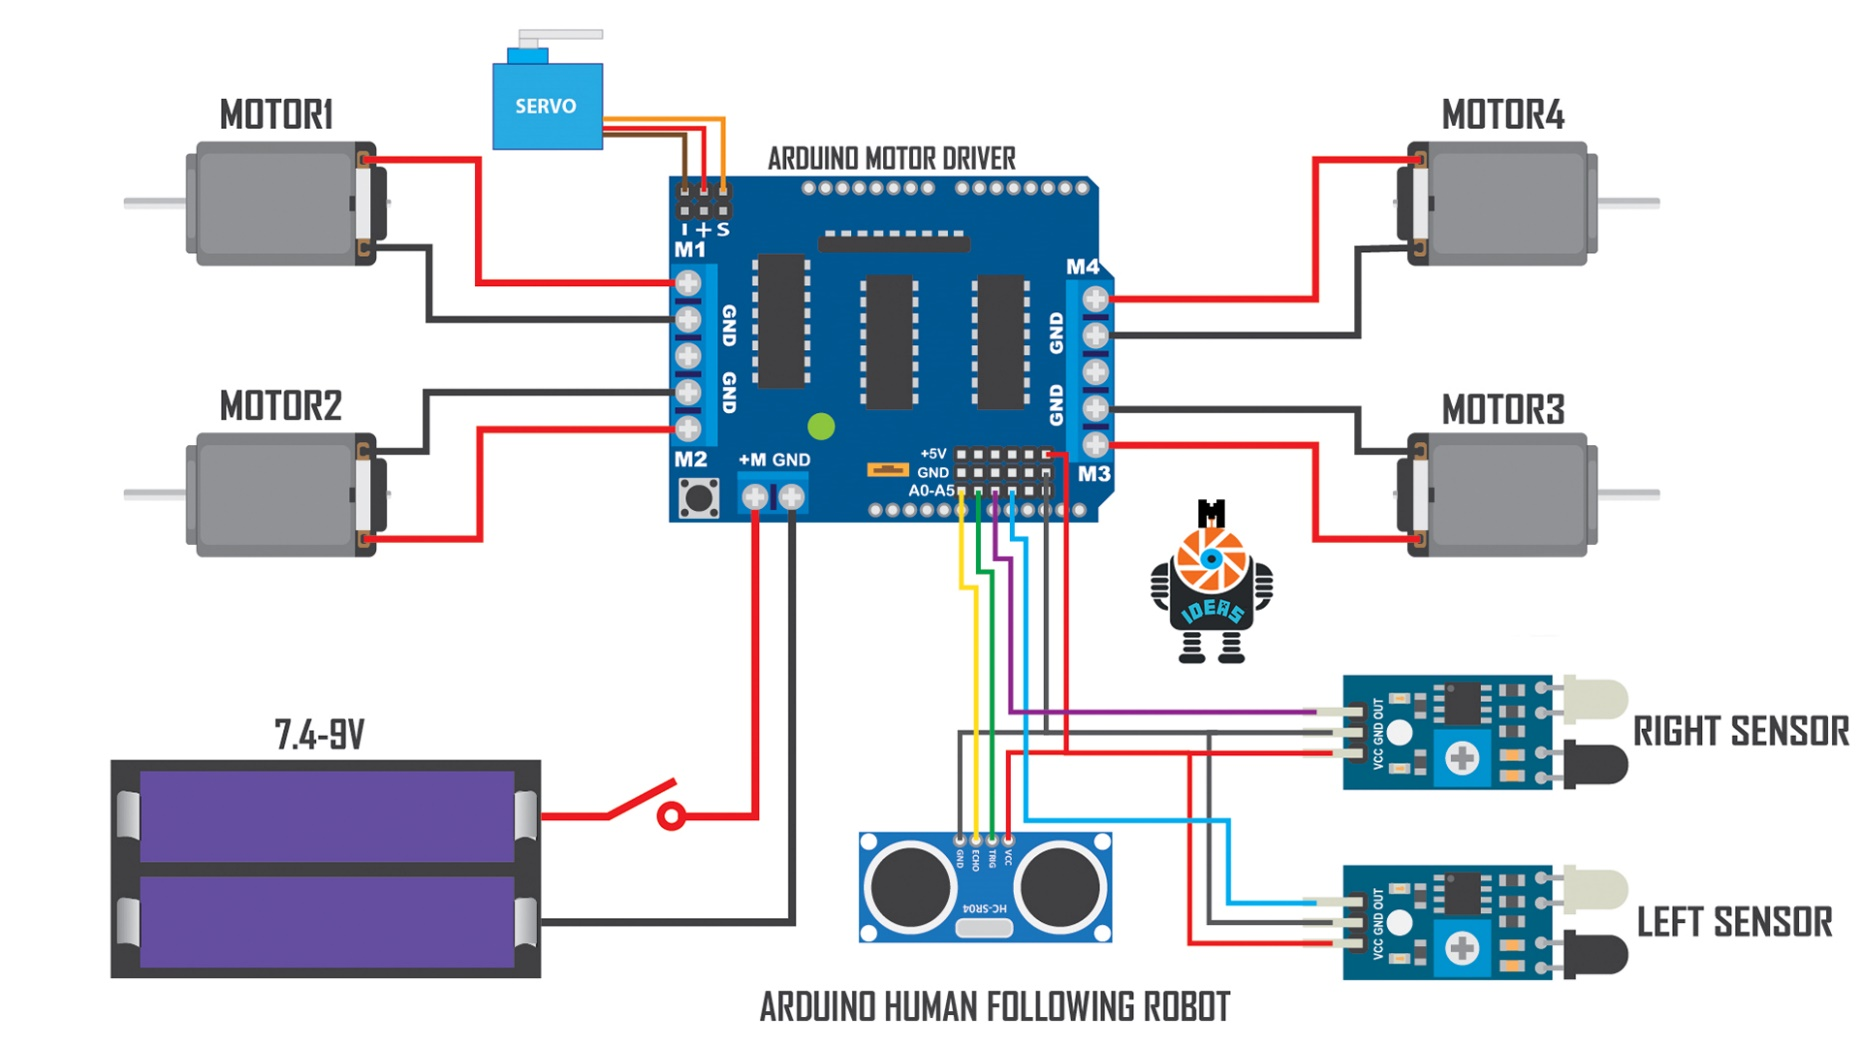 SERVO
MOTOR1
MOTOR4
ARDUINO MOTOR DRIVER
- + S
M1
M4
GND
GND
GND
GND
MOTOR2
MOTOR3
M2
+M GND
+5V
GND
A0-A5
M3
M
IDEAS
7.4-9V
VCC GND OUT
RIGHT SENSOR
GND
ECHO
TRIG
VCC
HC-SR04
VCC GND OUT
LEFT SENSOR
ARDUINO HUMAN FOLLOWING ROBOT